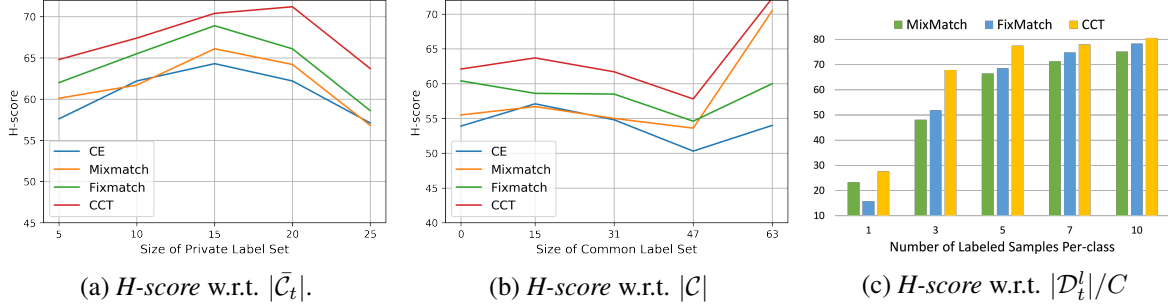 H-score
70
65
60
55
50
45
CE
Mixmatch
Fixmatch
CCT
5 10 15 20 25
Size of Private Label Set
(a) H-score w.r.t. |C̄t|.
H-score
70
65
60
55
50
45
40
CE
Mixmatch
Fixmatch
CCT
0 15 31 47 63
Size of Common Label Set
(b) H-score w.r.t. |C|
MixMatch FixMatch CCT
80
70
60
50
40
30
20
10
1 3 5 7 10
Number of Labeled Samples Per-class
(c) H-score w.r.t. |D_t^l|/C